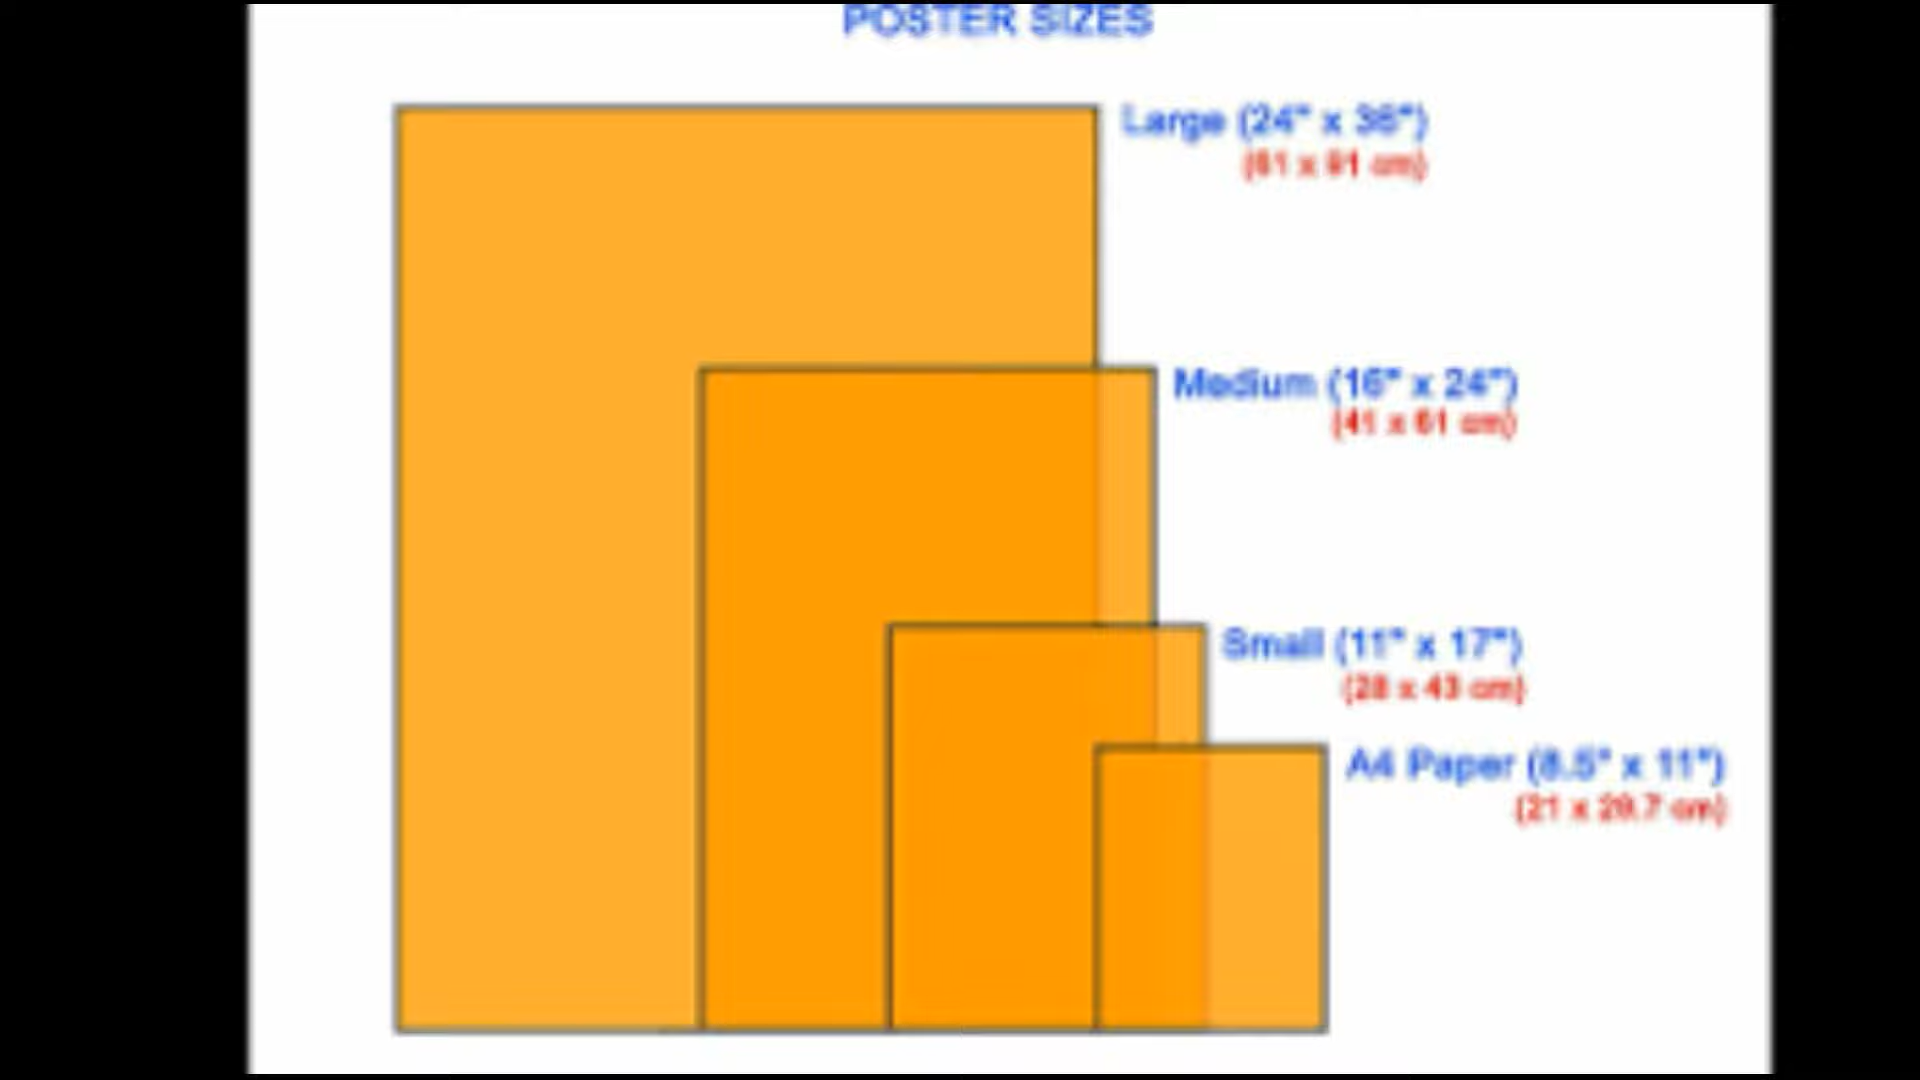 POSTER SIZES
Large (24" x 36")
(61 x 91 cm)
Medium (16" x 24")
(41 x 61 cm)
Small (11" x 17")
(28 x 43 cm)
A4 Paper (8.5" x 11")
(21 x 29.7 cm)